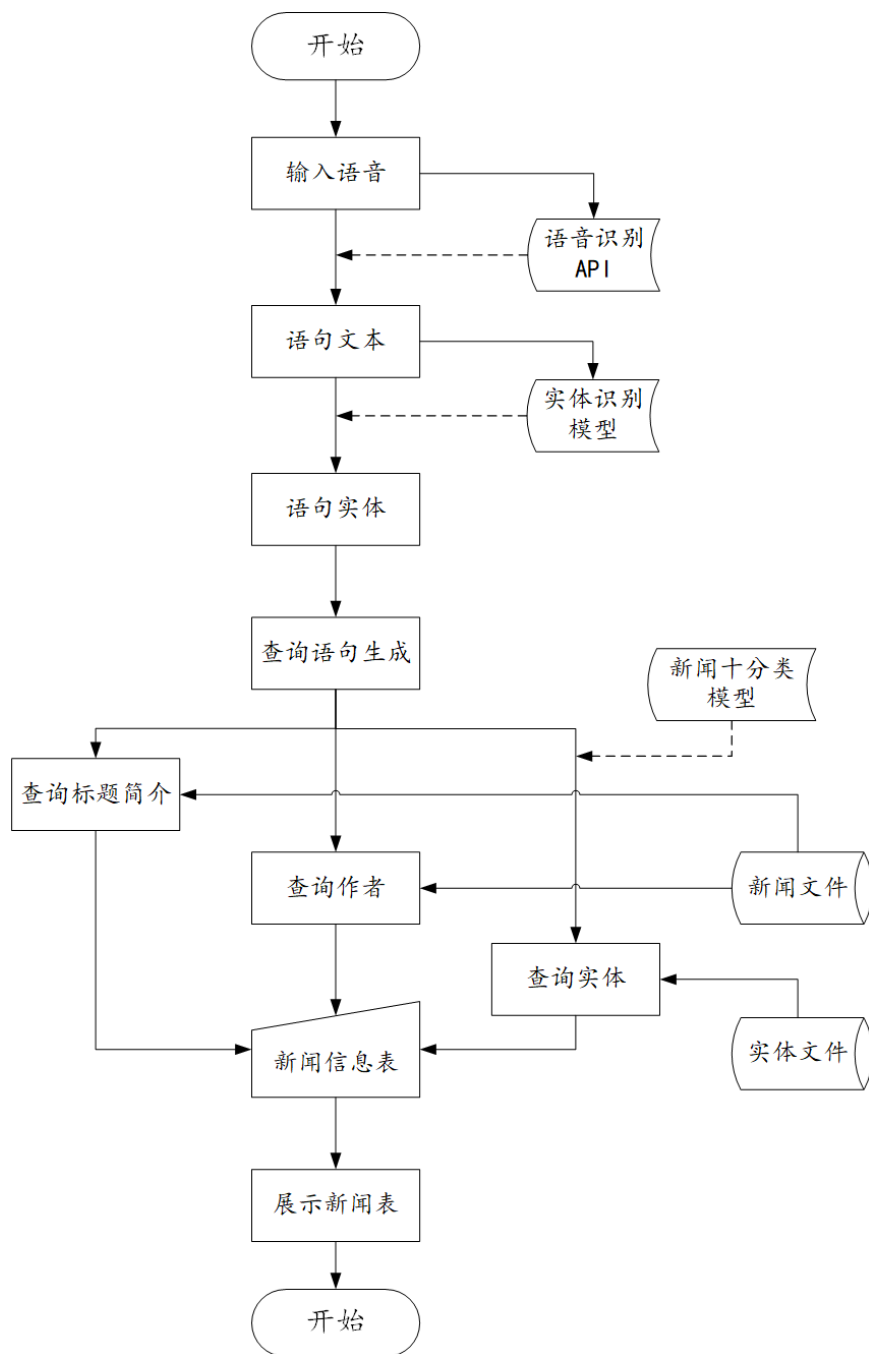 开始
输入语音
语音识别
API
语句文本
实体识别
模型
语句实体
查询语句生成
新闻十分类
模型
查询标题简介
查询作者
新闻文件
查询实体
新闻信息表
实体文件
展示新闻表
开始